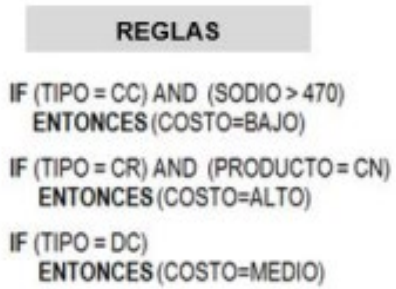 REGLAS
IF (TIPO = CC) AND (SODIO > 470)
ENTONCES (COSTO=BAJO)
IF (TIPO = CR) AND (PRODUCTO = CN)
ENTONCES (COSTO=ALTO)
IF (TIPO = DC)
ENTONCES (COSTO=MEDIO)